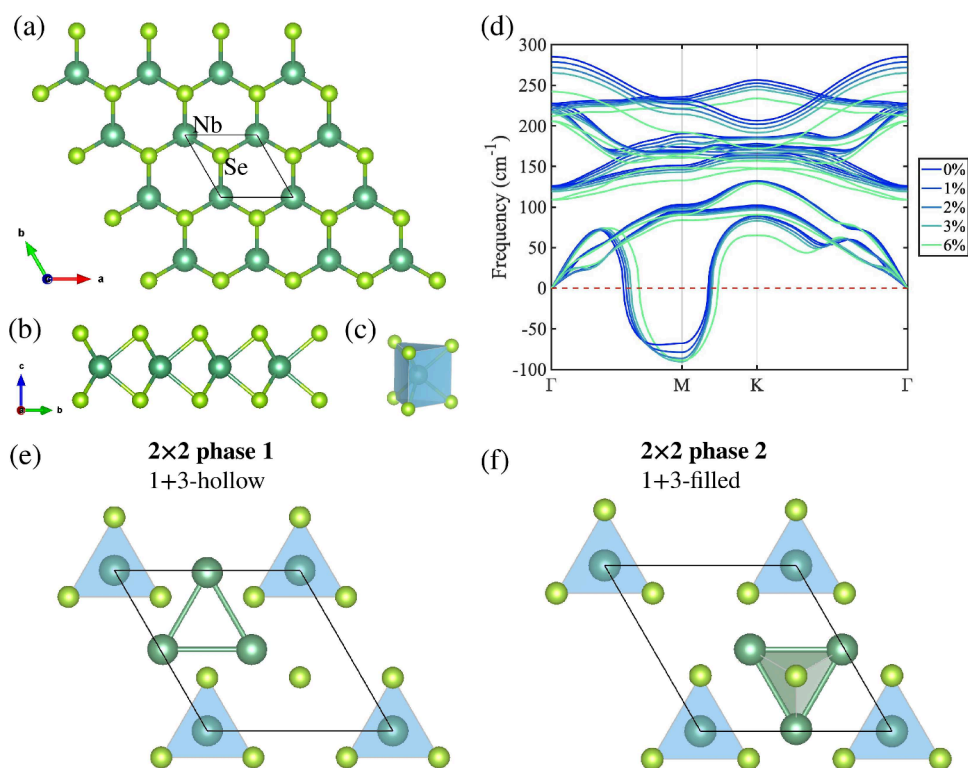 (a)
Nb
Se
b
c
a
(b)
c
a
b
(c)
(d)
Frequency (cm⁻¹)
300
250
200
150
100
50
0
-50
-100
Γ
M
K
Γ
0%
1%
2%
3%
6%
(e)
2×2 phase 1
1+3-hollow
(f)
2×2 phase 2
1+3-filled